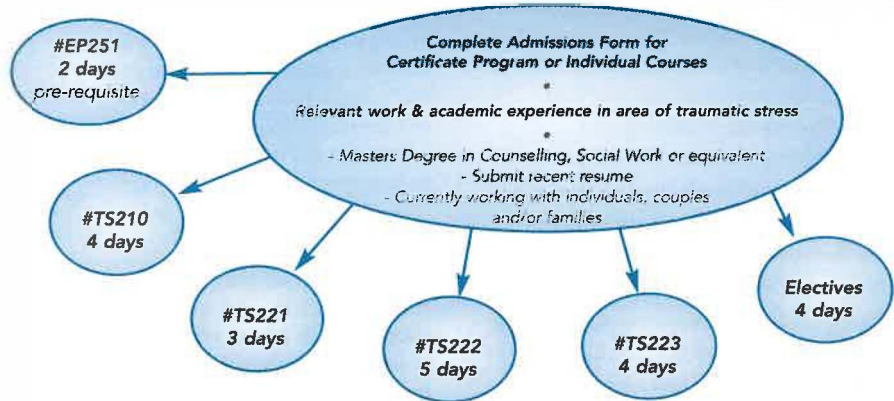 #EP251
2 days
pre-requisite
Complete Admissions Form for
Certificate Program or Individual Courses
•
Relevant work & academic experience in area of traumatic stress
•
- Masters Degree in Counselling, Social Work or equivalent
- Submit recent resume
- Currently working with individuals, couples
and/or families
#TS210
4 days
#TS221
3 days
#TS222
5 days
#TS223
4 days
Electives
4 days